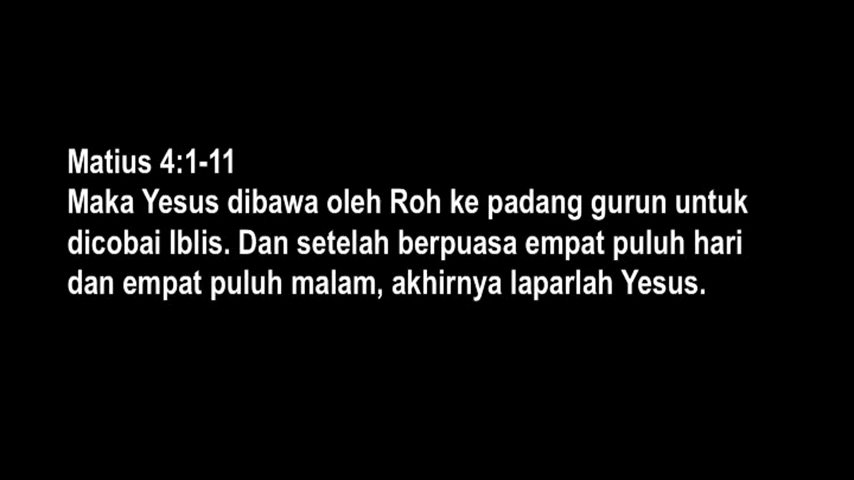 Matius 4:1-11
Maka Yesus dibawa oleh Roh ke padang gurun untuk
dicobai Iblis. Dan setelah berpuasa empat puluh hari
dan empat puluh malam, akhirnya laparlah Yesus.